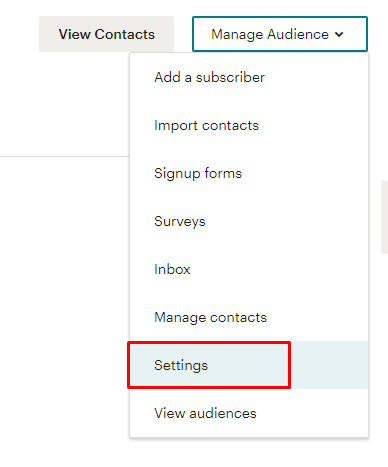 View Contacts
Manage Audience
Add a subscriber
Import contacts
Signup forms
Surveys
Inbox
Manage contacts
Settings
View audiences